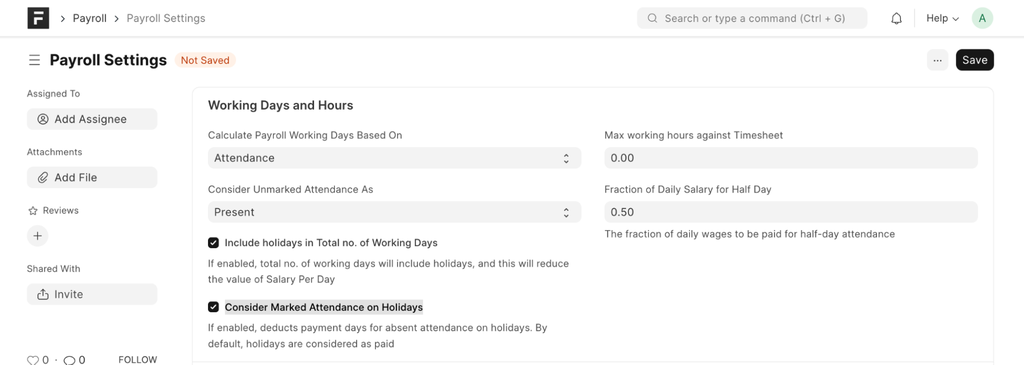 Payroll
Payroll Settings
Search or type a command (Ctrl + G)
Help
A
Payroll Settings
Not Saved
...
Save
Assigned To
Add Assignee
Attachments
Add File
Reviews
+
Shared With
Invite
0 · 0
FOLLOW
Working Days and Hours
Calculate Payroll Working Days Based On
Attendance
Consider Unmarked Attendance As
Present
Include holidays in Total no. of Working Days
If enabled, total no. of working days will include holidays, and this will reduce
the value of Salary Per Day
Consider Marked Attendance on Holidays
If enabled, deducts payment days for absent attendance on holidays. By
default, holidays are considered as paid
Max working hours against Timesheet
0.00
Fraction of Daily Salary for Half Day
0.50
The fraction of daily wages to be paid for half-day attendance